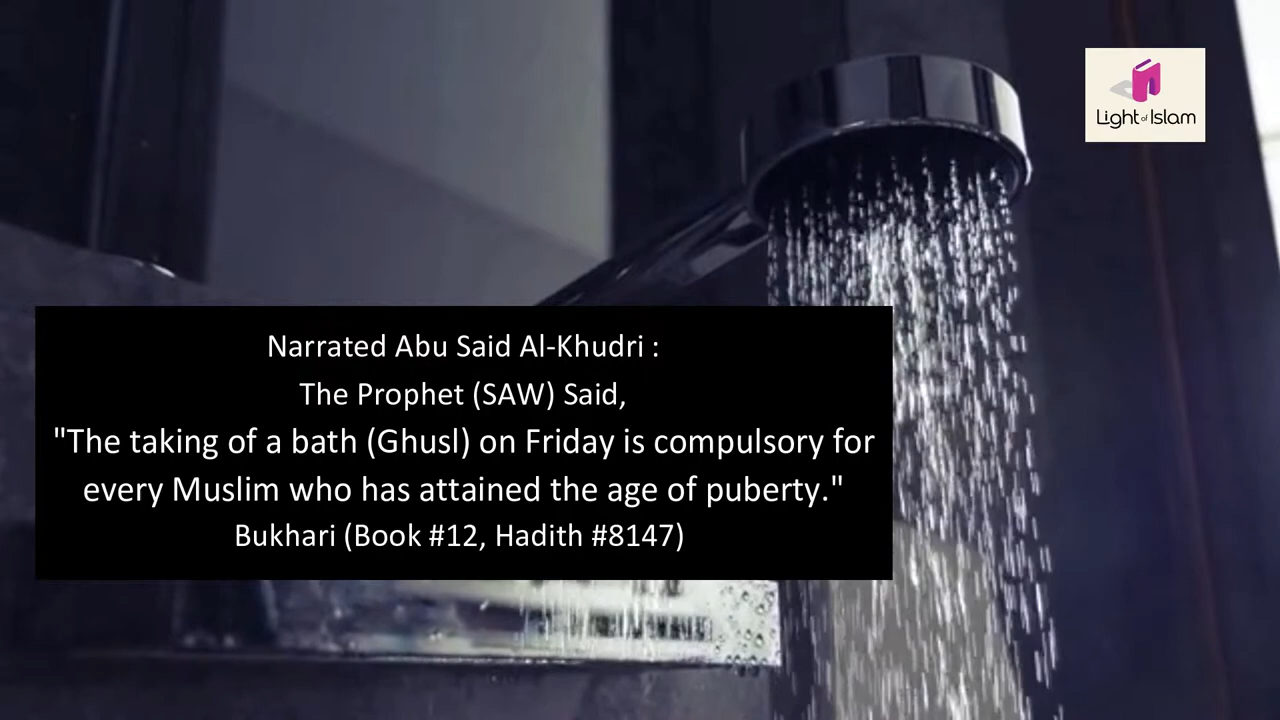 Light of Islam
Narrated Abu Said Al-Khudri :
The Prophet (SAW) Said,
"The taking of a bath (Ghusl) on Friday is compulsory for
every Muslim who has attained the age of puberty."
Bukhari (Book #12, Hadith #8147)